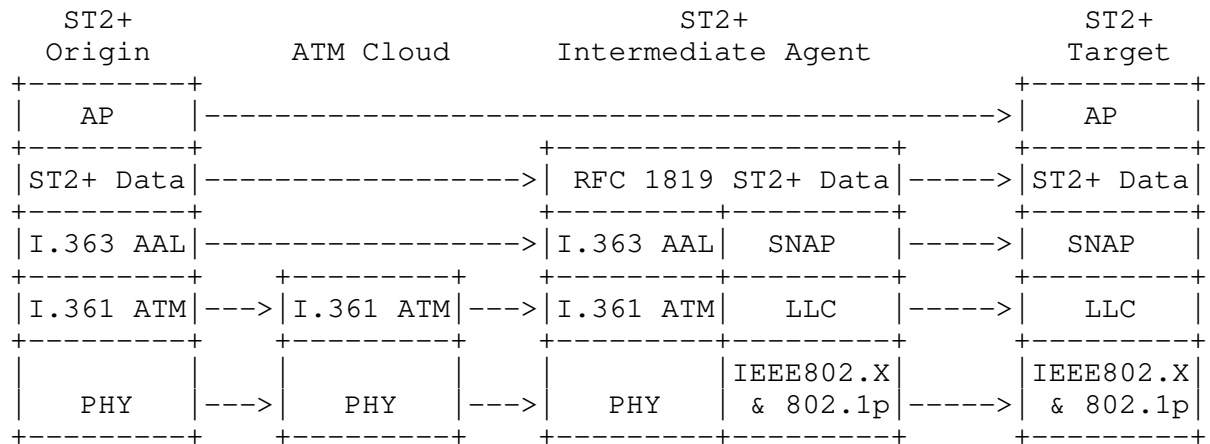 ST2+ ST2+ ST2+
Origin ATM Cloud Intermediate Agent Target
+---------+ +---------+
| AP |--------------------------------------------->| AP |
+---------+ +-------------------+ +---------+
|ST2+ Data|------------------>| RFC 1819 ST2+ Data|----->|ST2+ Data|
+---------+ +---------+---------+ +---------+
|I.363 AAL|------------------>|I.363 AAL| SNAP |----->| SNAP |
+---------+ +---------+ +---------+---------+ +---------+
|I.361 ATM|--->|I.361 ATM|--->|I.361 ATM| LLC |----->| LLC |
+---------+ +---------+ +---------+---------+ +---------+
| | | | | |IEEE802.X| |IEEE802.X|
| PHY |--->| PHY |--->| PHY | & 802.1p|----->| & 802.1p|
+---------+ +---------+ +---------+---------+ +---------+